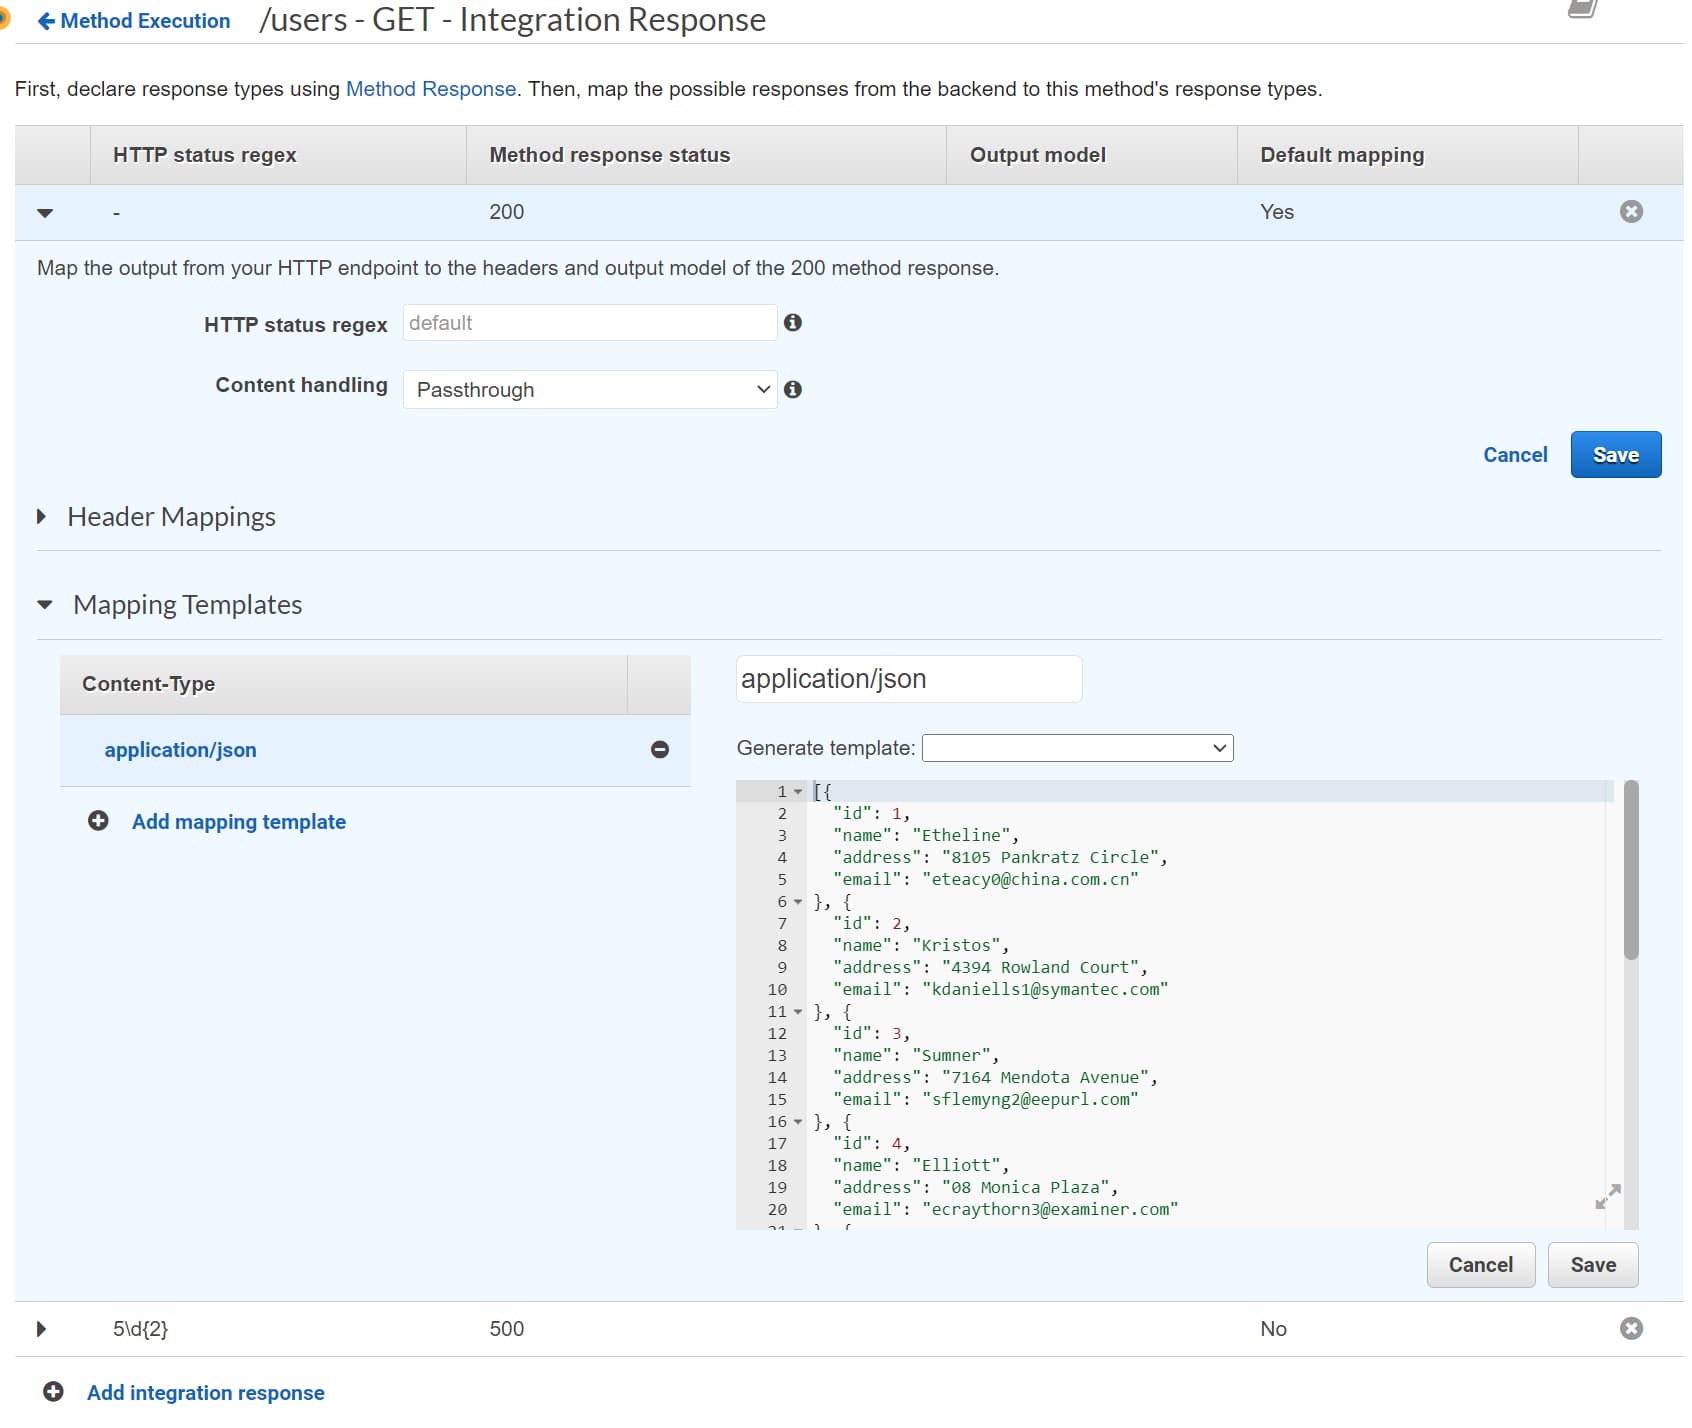 Method Execution /users - GET - Integration Response
First, declare response types using Method Response. Then, map the possible responses from the backend to this method's response types.
HTTP status regex Method response status Output model Default mapping
- 200 Yes
Map the output from your HTTP endpoint to the headers and output model of the 200 method response.
HTTP status regex default
Content handling Passthrough
Cancel Save
Header Mappings
Mapping Templates
Content-Type
application/json
Add mapping template
application/json
Generate template:
1 [{
2 "id": 1,
3 "name": "Etheline",
4 "address": "8105 Pankratz Circle",
5 "email": "eteacy0@china.com.cn"
6 }, {
7 "id": 2,
8 "name": "Kristos",
9 "address": "4394 Rowland Court",
10 "email": "kdaniells1@symantec.com"
11 }, {
12 "id": 3,
13 "name": "Sumner",
14 "address": "7164 Mendota Avenue",
15 "email": "sflemyng2@eepurl.com"
16 }, {
17 "id": 4,
18 "name": "Elliott",
19 "address": "08 Monica Plaza",
20 "email": "ecraythorn3@examiner.com"
21 }, {
Cancel Save
5\d{2} 500 No
Add integration response